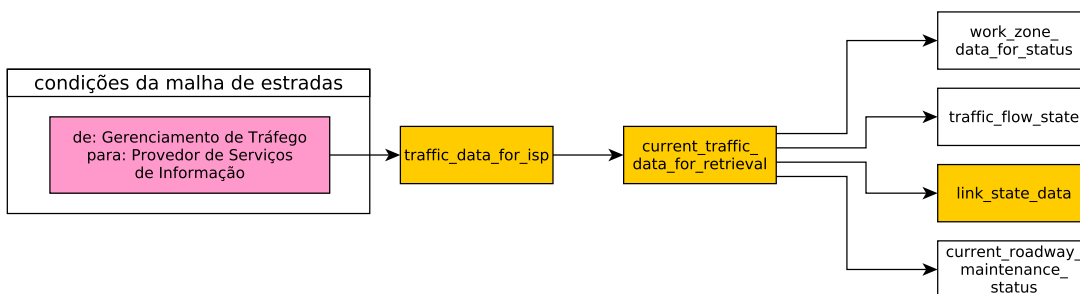 condições da malha de estradas
de: Gerenciamento de Tráfego
para: Provedor de Serviços
de Informação
traffic_data_for_isp
current_traffic_
data_for_retrieval
work_zone_
data_for_status
traffic_flow_state
link_state_data
current_roadway_
maintenance_
status